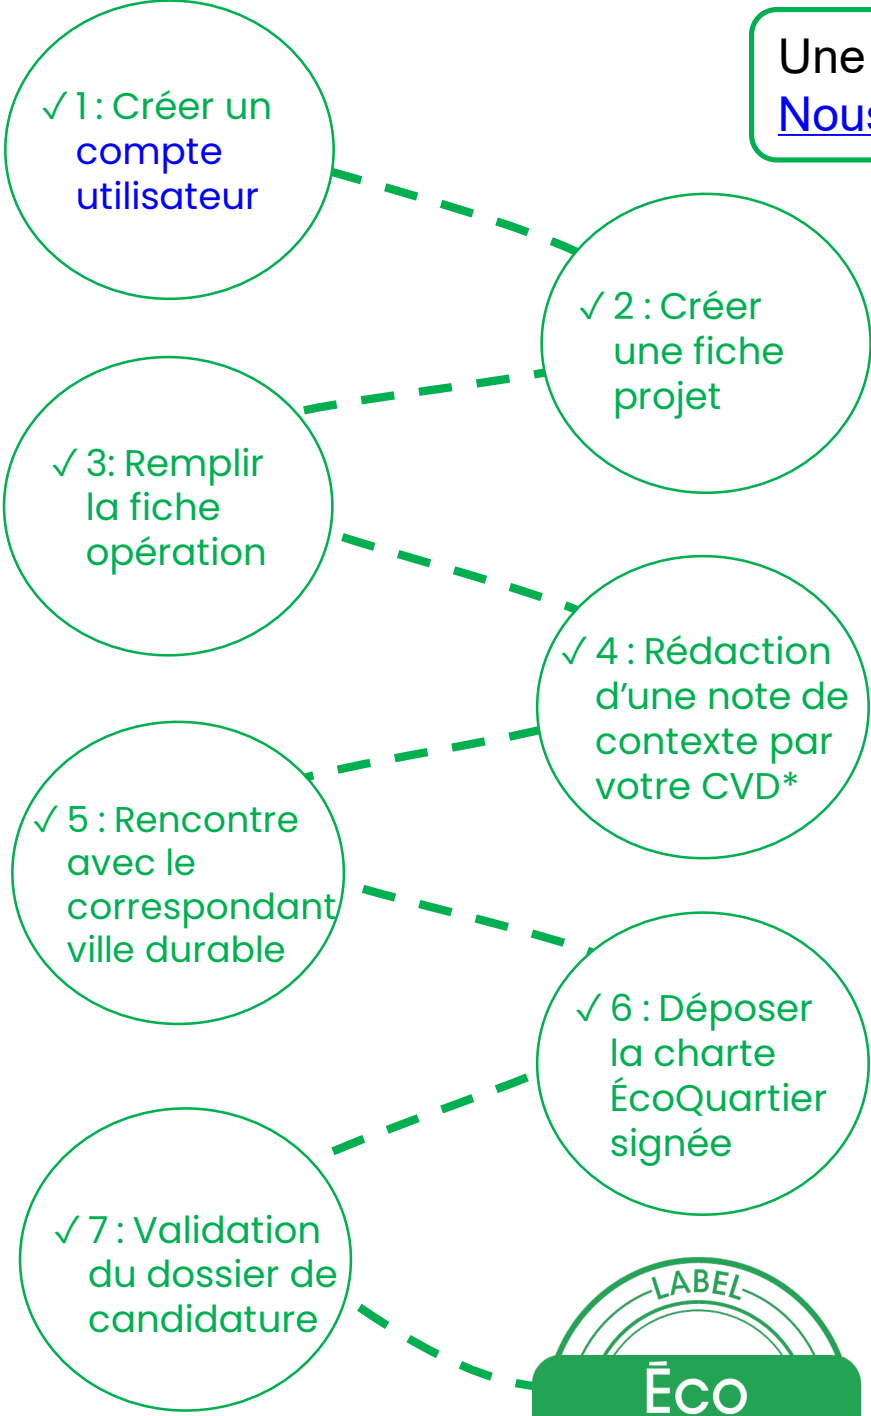 Une
✓ 1 : Créer un
compte
utilisateur
✓ 2 : Créer
une fiche
projet
✓ 3: Remplir
la fiche
opération
✓ 4 : Rédaction
d’une note de
contexte par
votre CVD*
✓ 5 : Rencontre
avec le
correspondant
ville durable
✓ 6 : Déposer
la charte
ÉcoQuartier
signée
✓ 7 : Validation
du dossier de
candidature
LABEL
Éco